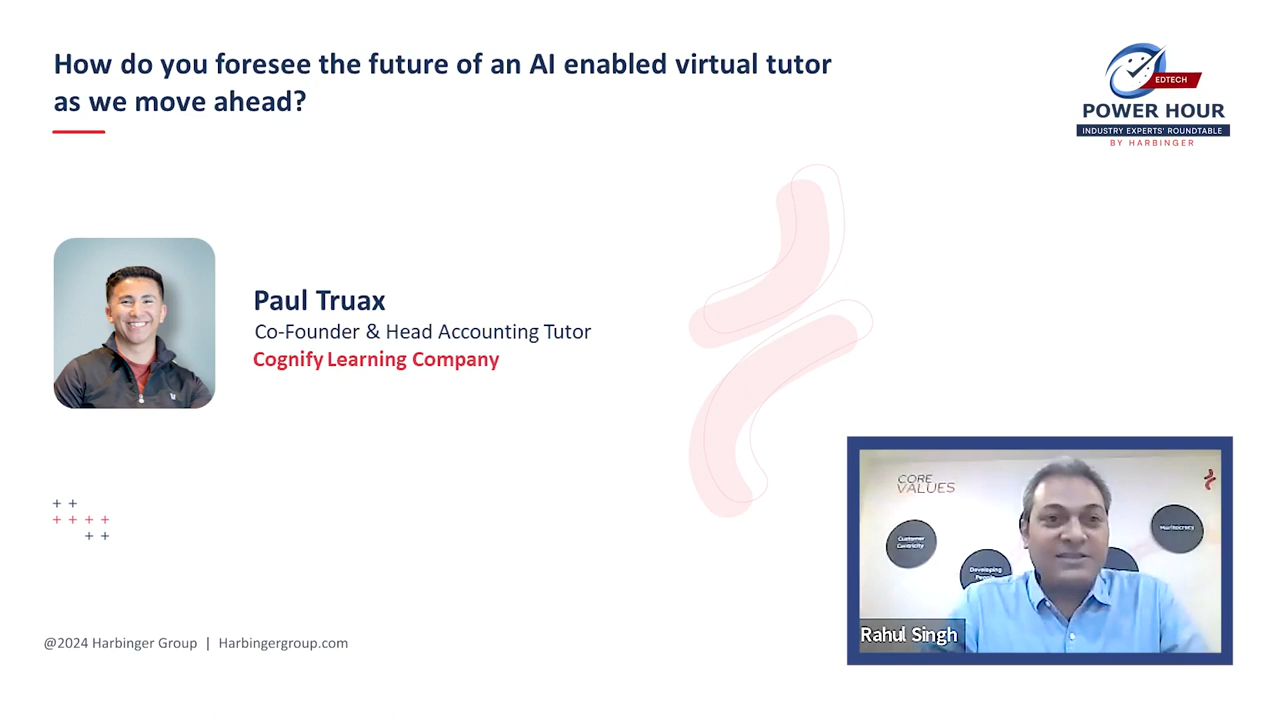 How do you foresee the future of an AI enabled virtual tutor
as we move ahead?
EDTECH
POWER HOUR
INDUSTRY EXPERTS' ROUNDTABLE
BY HARBINGER
Paul Truax
Co-Founder & Head Accounting Tutor
Cognify Learning Company
CORE
VALUES
Customer
Centricity
Developing
Meritocracy
Rahul Singh
@2024 Harbinger Group | Harbingergroup.com